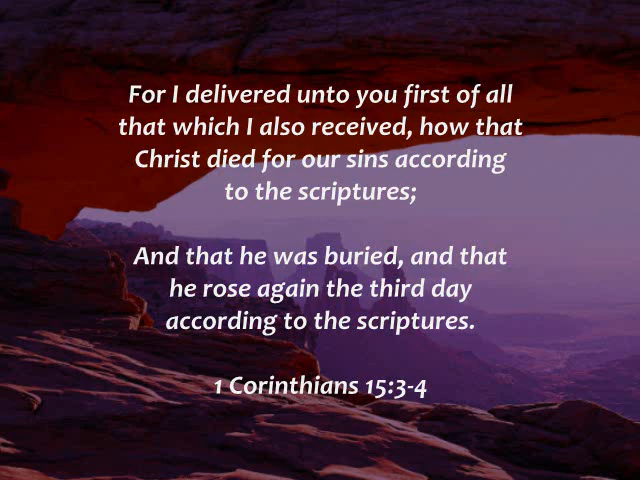 For I delivered unto you first of all
that which I also received, how that
Christ died for our sins according
to the scriptures;
And that he was buried, and that
he rose again the third day
according to the scriptures.
1 Corinthians 15:3-4